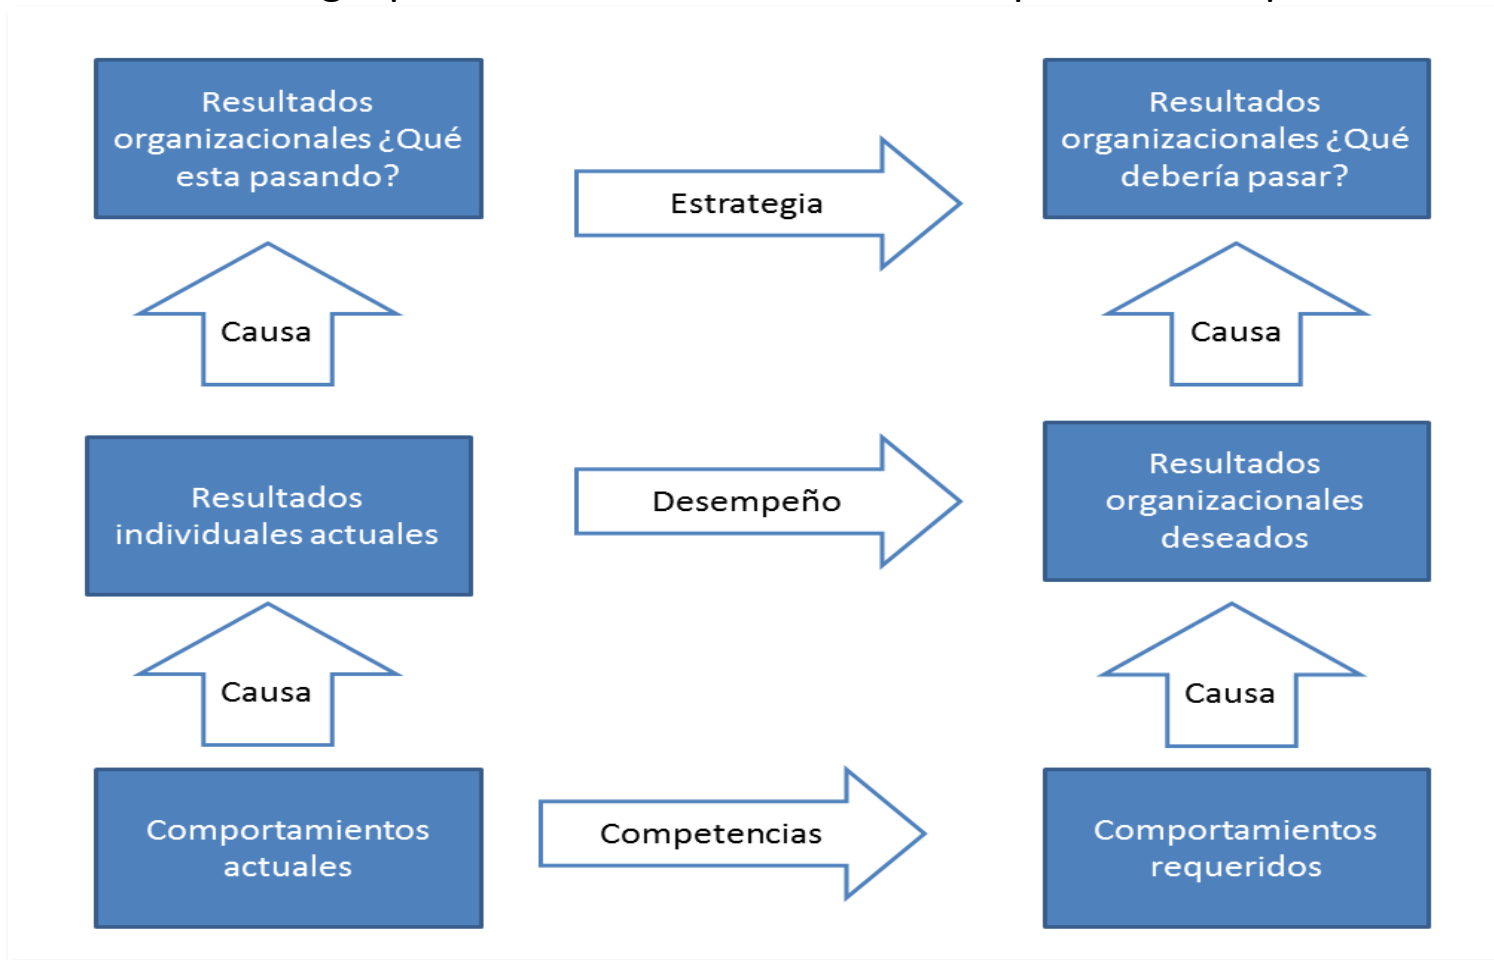 Resultados
organizacionales ¿Qué
esta pasando?
Estrategia
Resultados
organizacionales ¿Qué
debería pasar?
Causa
Causa
Resultados
individuales actuales
Desempeño
Resultados
organizacionales
deseados
Causa
Causa
Comportamientos
actuales
Competencias
Comportamientos
requeridos